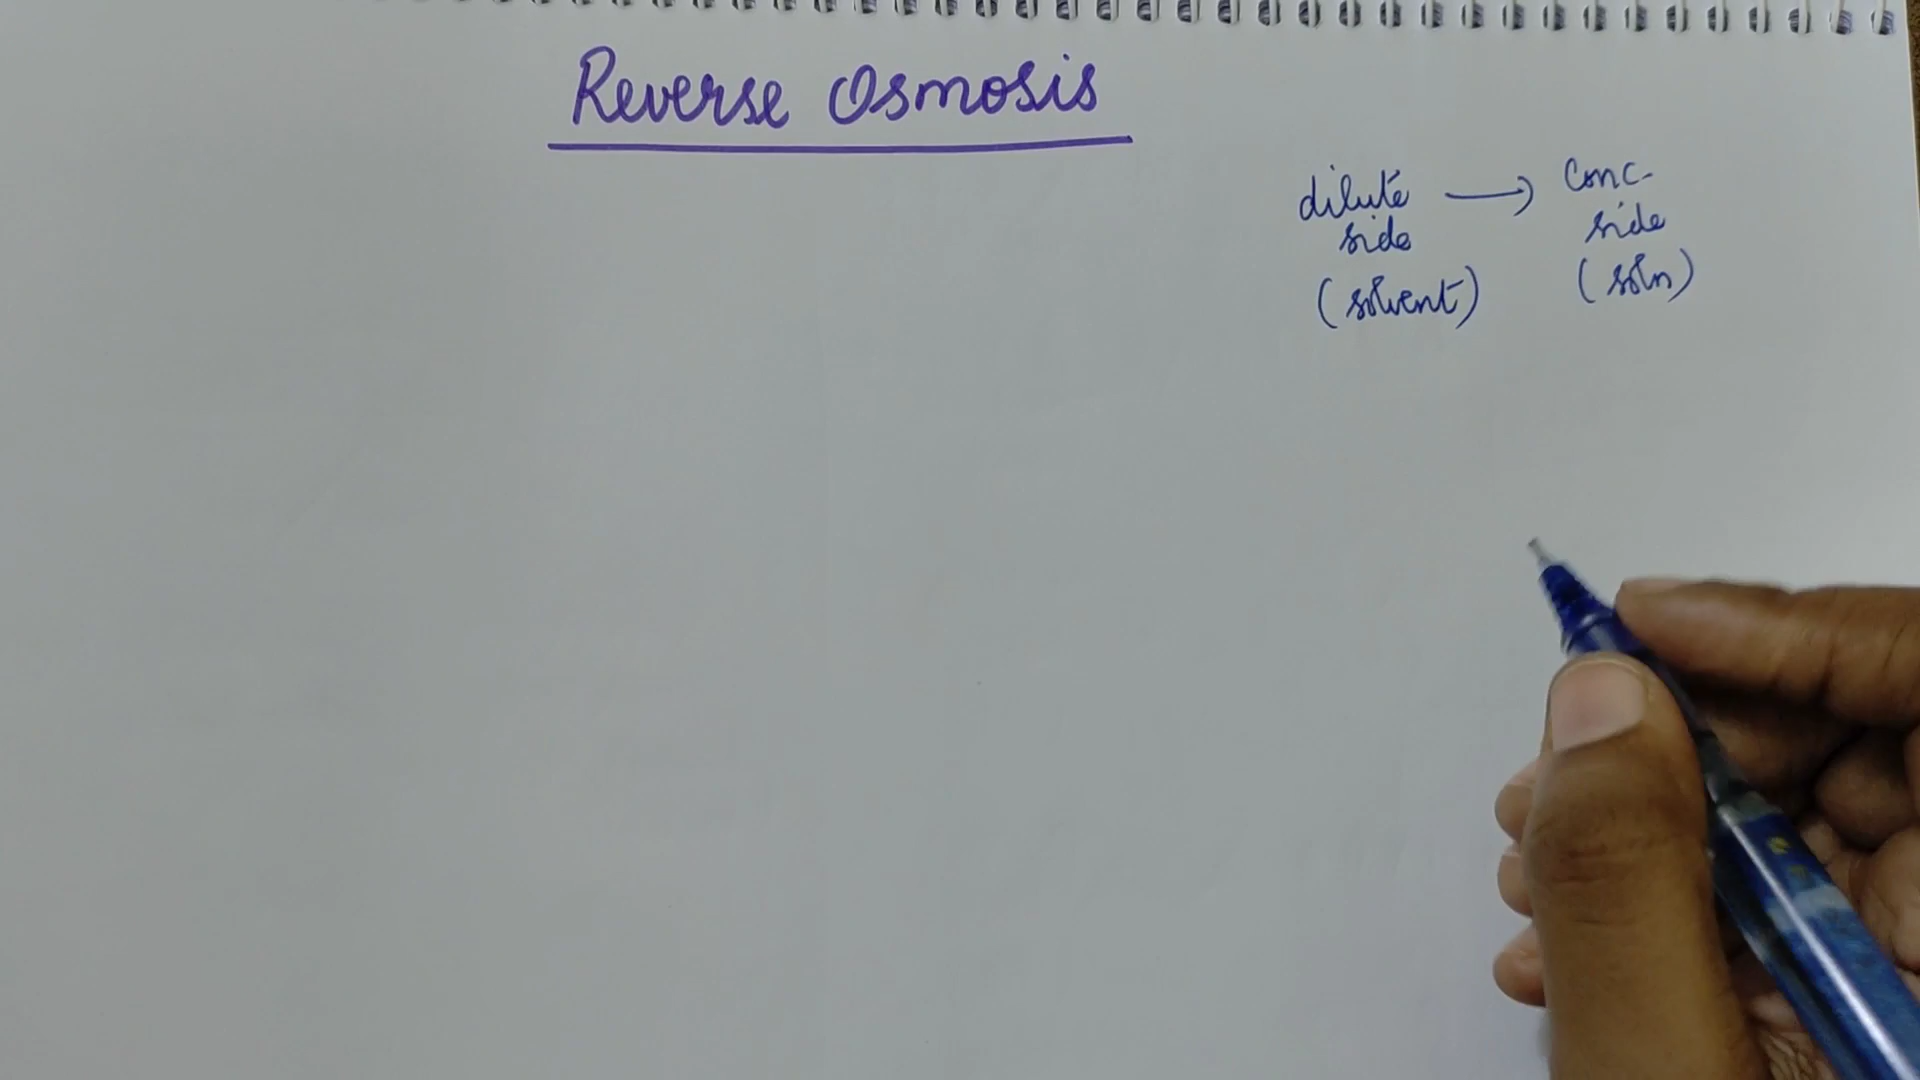 Reverse Osmosis
dilute → conc.
side side
(solvent) (soln)